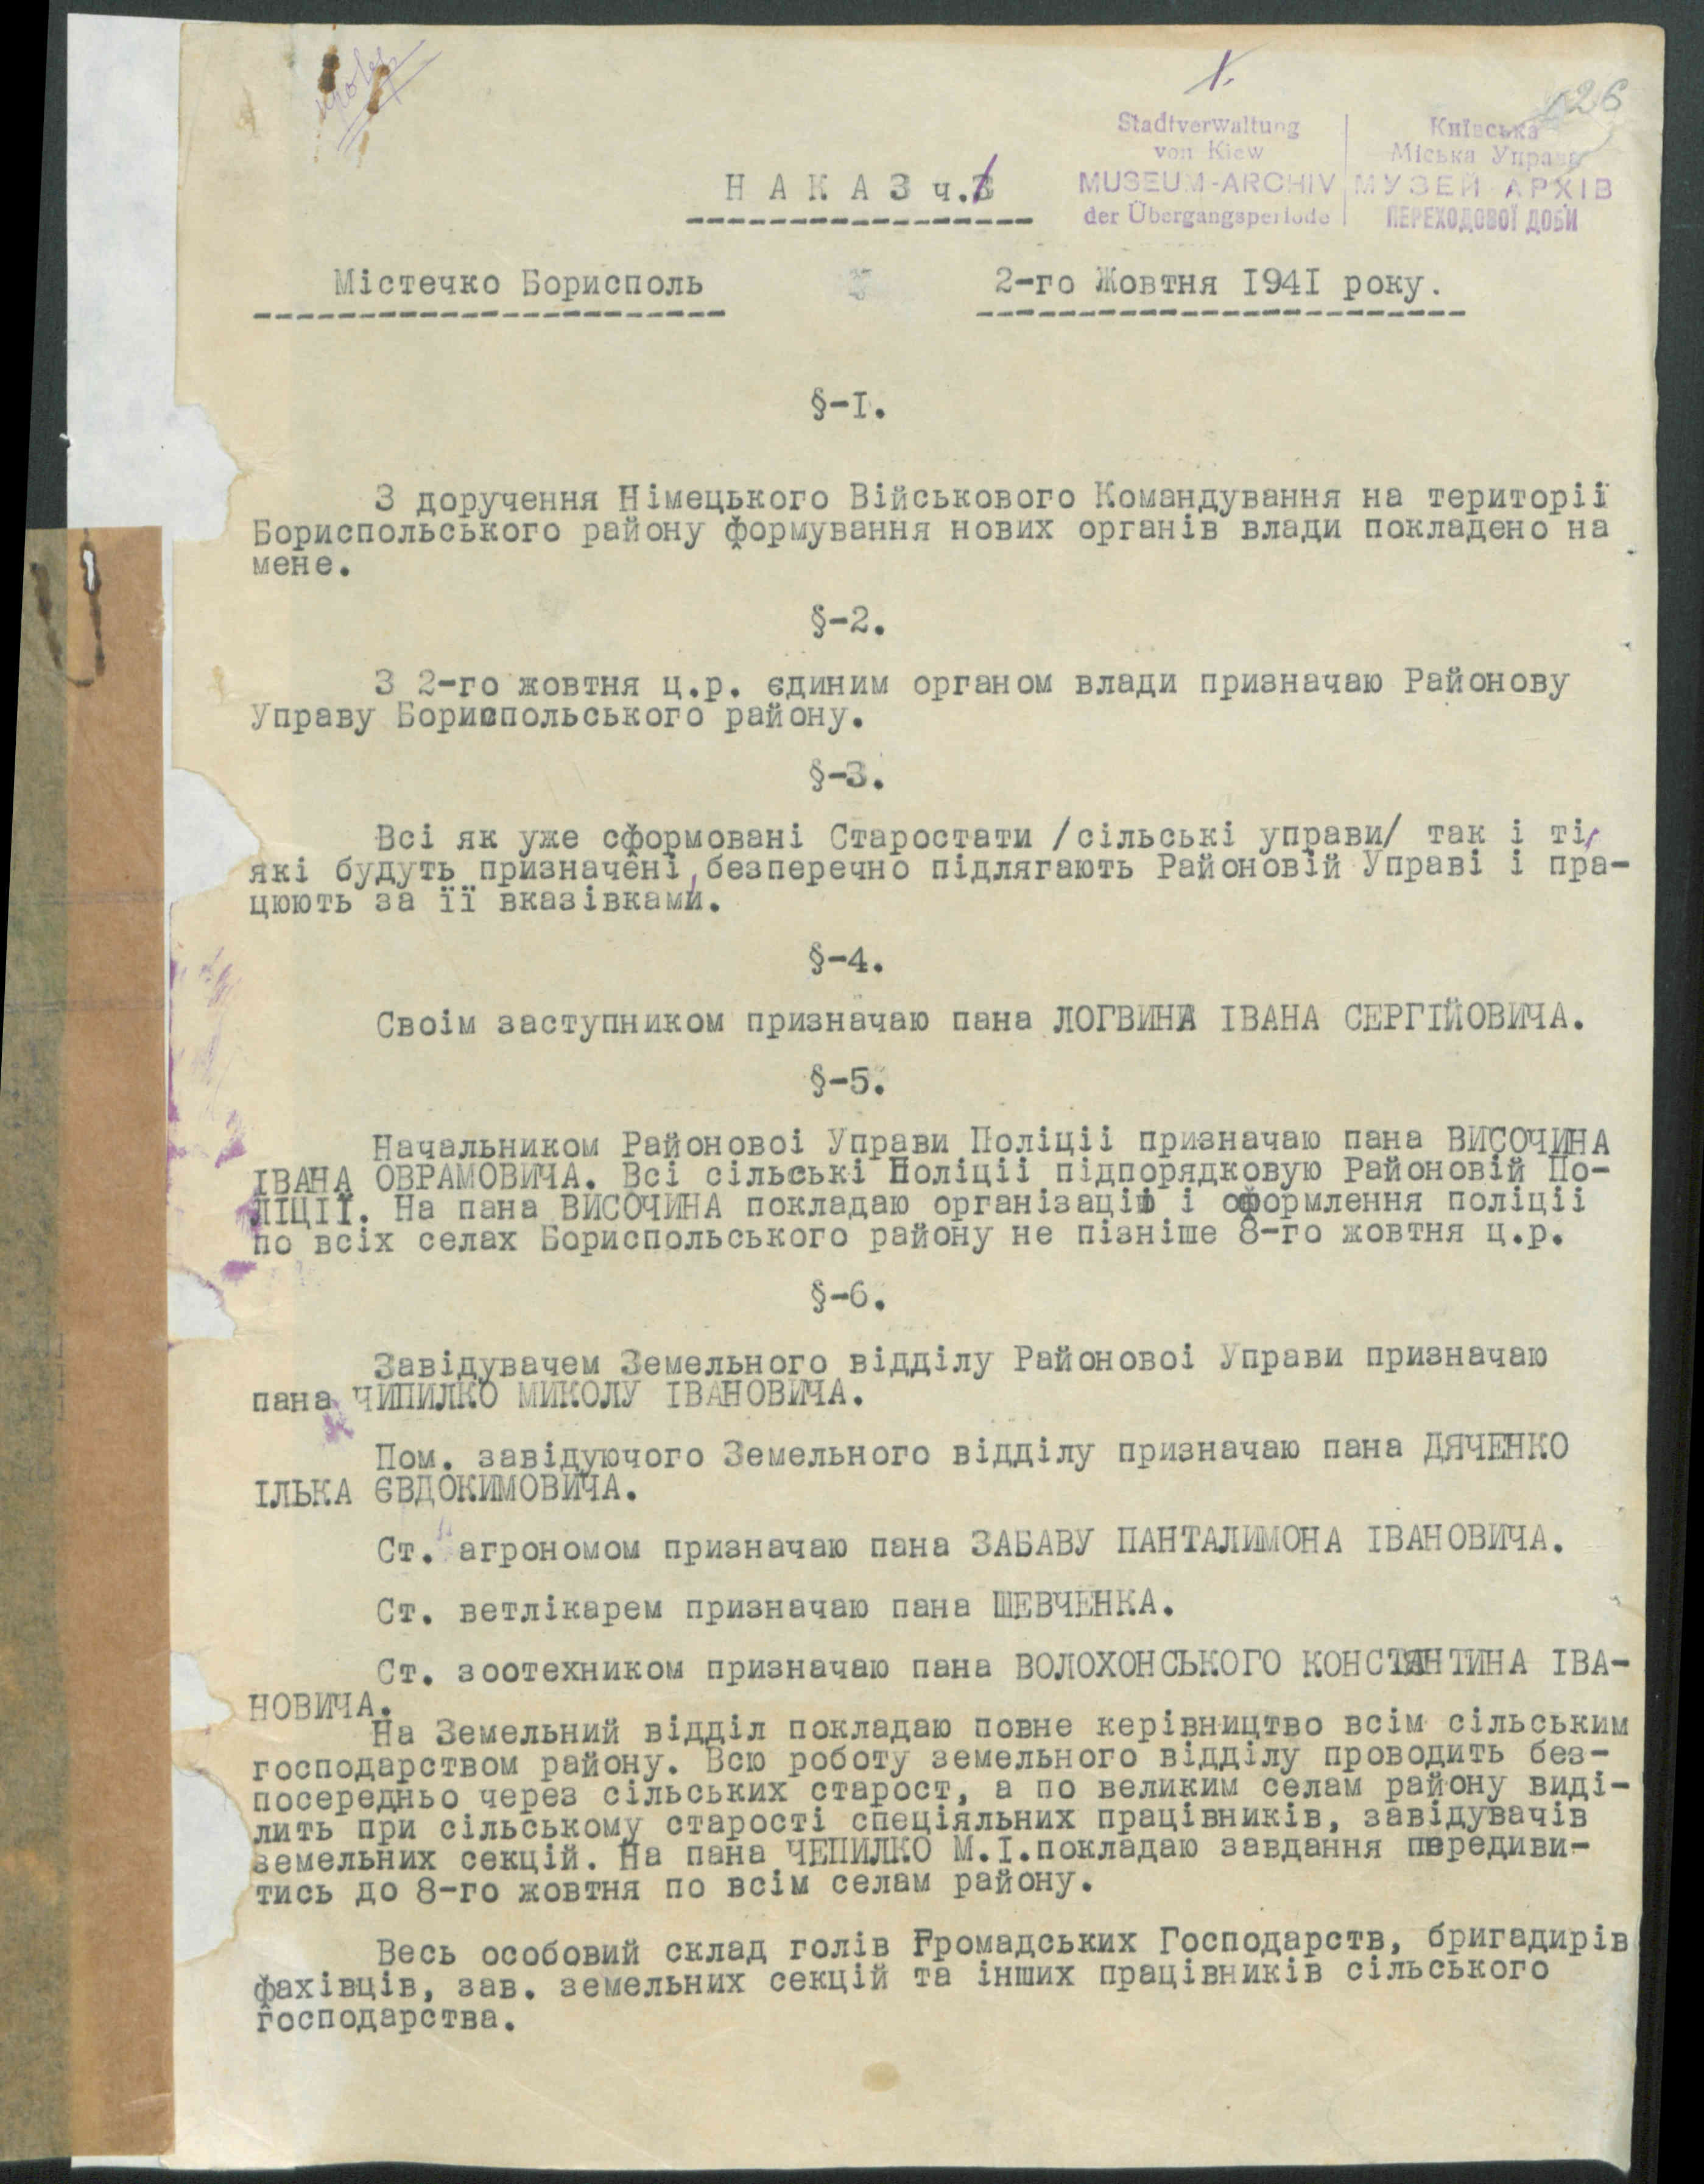 126
Stadtverwaltung
von Kiew
MUSEUM-ARCHIV
der Übergangsperiode
Київська
Міська Управа
МУЗЕЙ АРХІВ
ПЕРЕХОДОВОЇ ДОБИ
Н А К А З ч.
Містечко Борисполь 2-го Жовтня I94I року.
§-I.
З доручення Німецького Військового Командування на території
Бориспольського району формування нових органів влади покладено на
мене.
§-2.
З 2-го жовтня ц.р. єдиним органом влади призначаю Районову
Управу Бориспольського району.
§-3.
Всі як уже сформовані Старостати /сільські управи/ так і ті,
які будуть призначені, безперечно підлягають Районовій Управі і пра-
цюють за її вказівками.
§-4.
Своім заступником призначаю пана ЛОГВИНА ІВАНА СЕРГІЙОВИЧА.
§-5.
Начальником Районовоі Управи Поліціі призначаю пана ВИСОЧИНА
ІВАНА ОВРАМОВИЧА. Всі сільські Поліціі підпорядковую Районовій По-
ЛІЦІЇ. На пана ВИСОЧИНА покладаю організацію і оформлення поліціі
по всіх селах Бориспольського району не пізніше 8-го жовтня ц.р.
§-6.
Завідувачем Земельного відділу Районовоі Управи призначаю
пана ЧИПИЛКО МИКОЛУ ІВАНОВИЧА.
Пом. завідуючого Земельного відділу призначаю пана ДЯЧЕНКО
ІЛЬКА ЄВДОКИМОВИЧА.
Ст. агрономом призначаю пана ЗАБАВУ ПАНТАЛИМОНА ІВАНОВИЧА.
Ст. ветлікарем призначаю пана ШЕВЧЕНКА.
Ст. зоотехником призначаю пана ВОЛОХОНСЬКОГО КОНСТЯНТИНА ІВА-
НОВИЧА.
На Земельний відділ покладаю повне керівництво всім сільським
господарством району. Всю роботу земельного відділу проводить без-
посередньо через сільських старост, а по великим селам району виді-
лить при сільському старості спеціяльних працівників, завідувачів
земельних секцій. На пана ЧЕПИЛКО М.І.покладаю завдання передиви-
тись до 8-го жовтня по всім селам району.
Весь особовий склад голів Громадських Господарств, бригадирів
фахівців, зав. земельних секцій та інших працівників сільського
господарства.